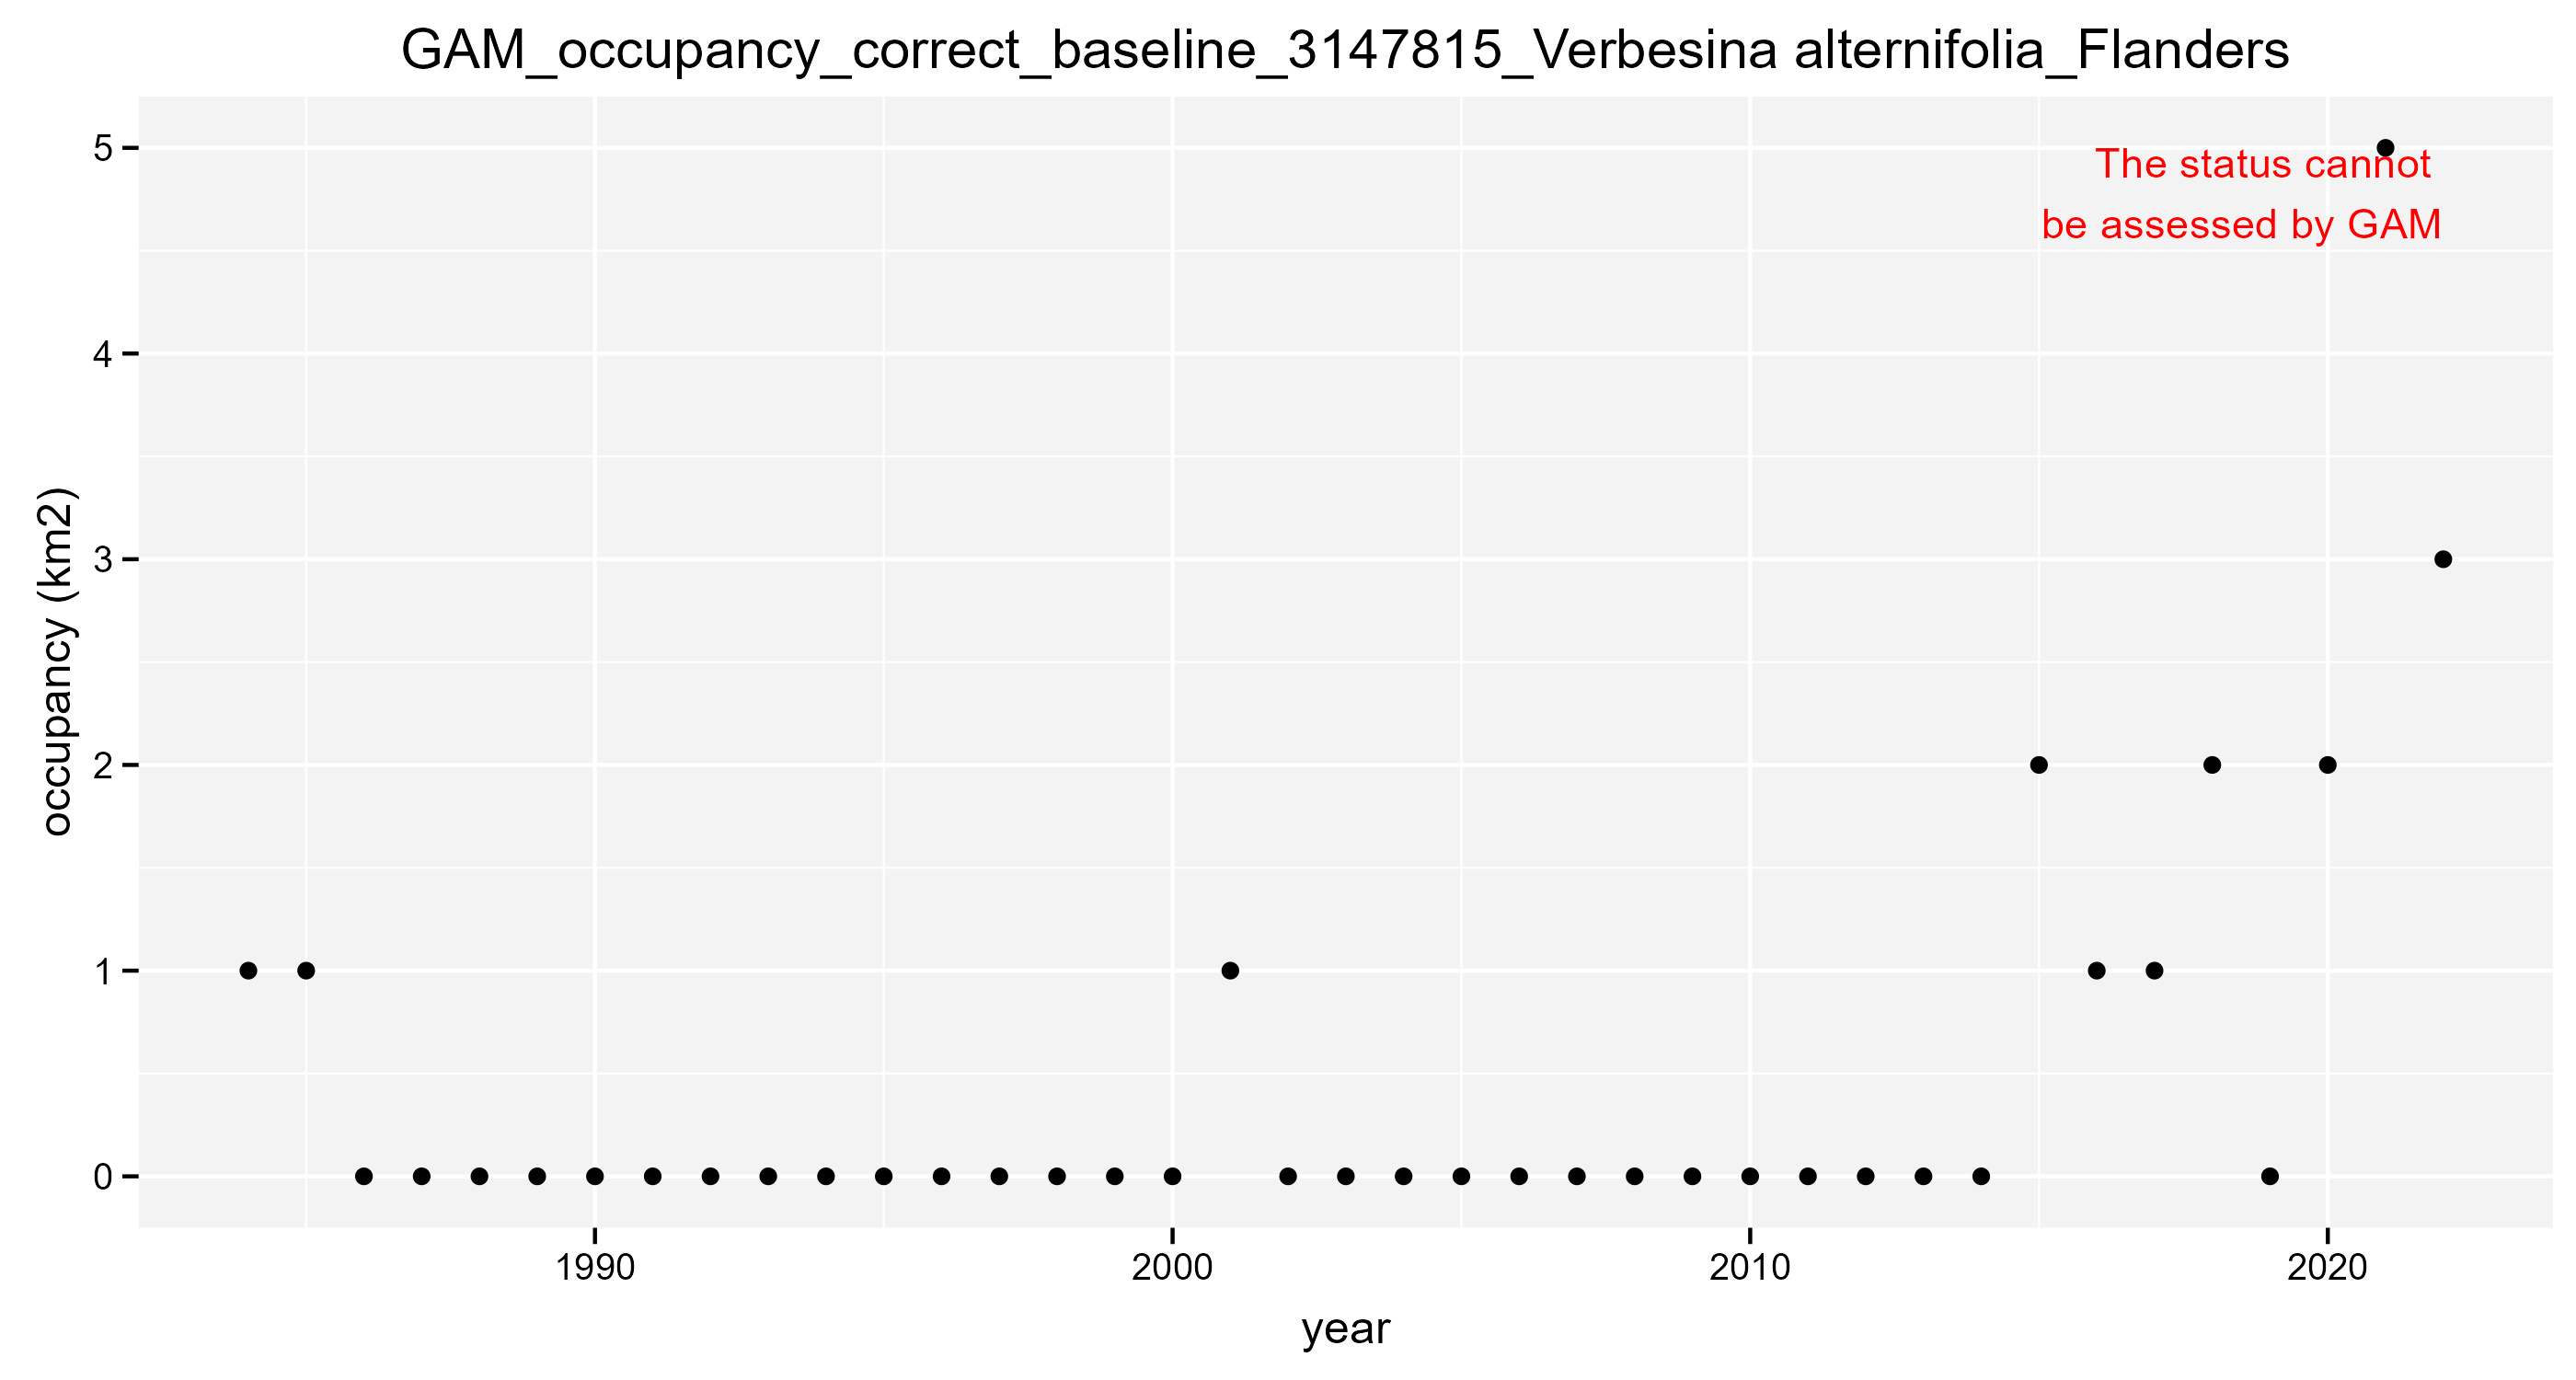 GAM_occupancy_correct_baseline_3147815_Verbesina alternifolia_Flanders
5
The status cannot
be assessed by GAM
4
3
2
1
0
occupancy (km2)
1990 2000 2010 2020
year